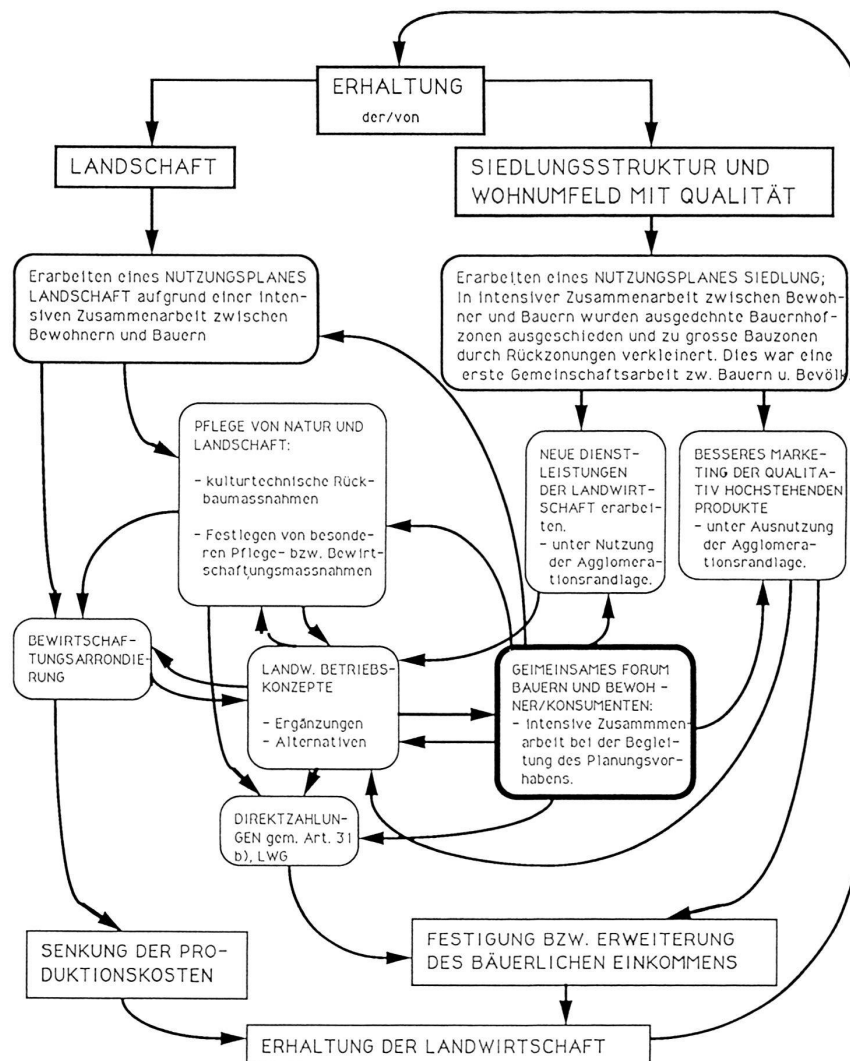 ERHALTUNG
der/von
LANDSCHAFT
SIEDLUNGSSTRUKTUR UND
WOHNUMFELD MIT QUALITÄT
Erarbeiten eines NUTZUNGSPLANES
LANDSCHAFT aufgrund einer inten-
siven Zusammenarbeit zwischen
Bewohnern und Bauern
Erarbeiten eines NUTZUNGSPLANES SIEDLUNG;
in intensiver Zusammenarbeit zwischen Bewoh-
ner und Bauern wurden ausgedehnte Bauernhof-
zonen ausgeschieden und zu grosse Bauzonen
durch Rückzonungen verkleinert. Dies war eine
erste Gemeinschaftsarbeit zw. Bauern u. Bevölk.
PFLEGE VON NATUR UND
LANDSCHAFT:
- kulturtechnische Rück-
baumassnahmen
- Festlegen von besonde-
ren Pflege- bzw. Bewirt-
schaftungsmassnahmen
NEUE DIENST-
LEISTUNGEN
DER LANDWIRT-
SCHAFT erarbei-
ten.
- unter Nutzung
der Agglomera-
tionsrandlage.
BESSERES MARKE-
TING DER QUALITA-
TIV HOCHSTEHENDEN
PRODUKTE
- unter Ausnutzung
der Agglomera-
tionsrandlage.
BEWIRTSCHAF-
TUNGSARRONDIE-
RUNG
LANDW. BETRIEBS-
KONZEPTE
- Ergänzungen
- Alternativen
GEIMEINSAMES FORUM
BAUERN UND BEWOH-
NER/KONSUMENTEN:
- intensive Zusammmen-
arbeit bei der Beglei-
tung des Planungsvor-
habens.
DIREKTZAHLUN-
GEN gem. Art. 31
b), LWG
SENKUNG DER PRO-
DUKTIONSKOSTEN
FESTIGUNG BZW. ERWEITERUNG
DES BÄUERLICHEN EINKOMMENS
ERHALTUNG DER LANDWIRTSCHAFT